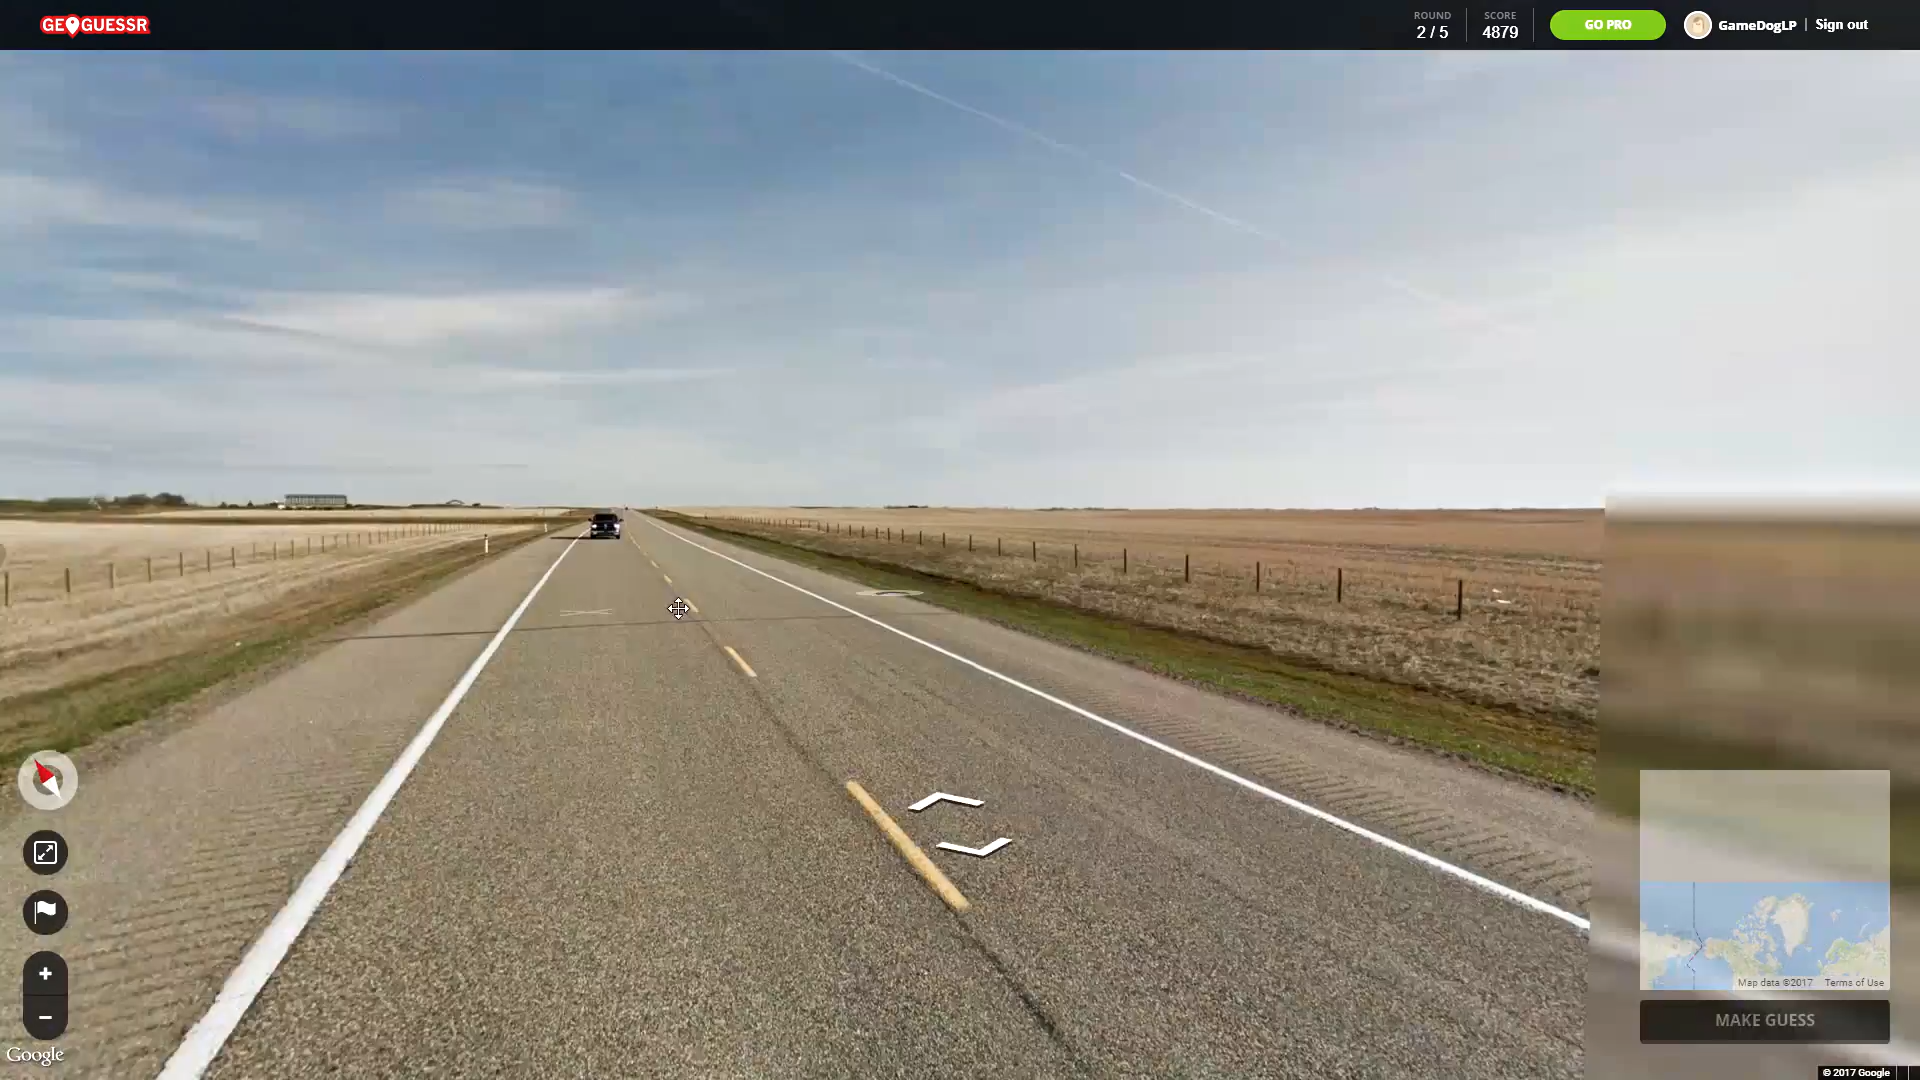 GEOGUESSR
ROUND
2 / 5
SCORE
4879
GO PRO
GameDogLP | Sign out
Map data ©2017 Terms of Use
MAKE GUESS
Google
© 2017 Google